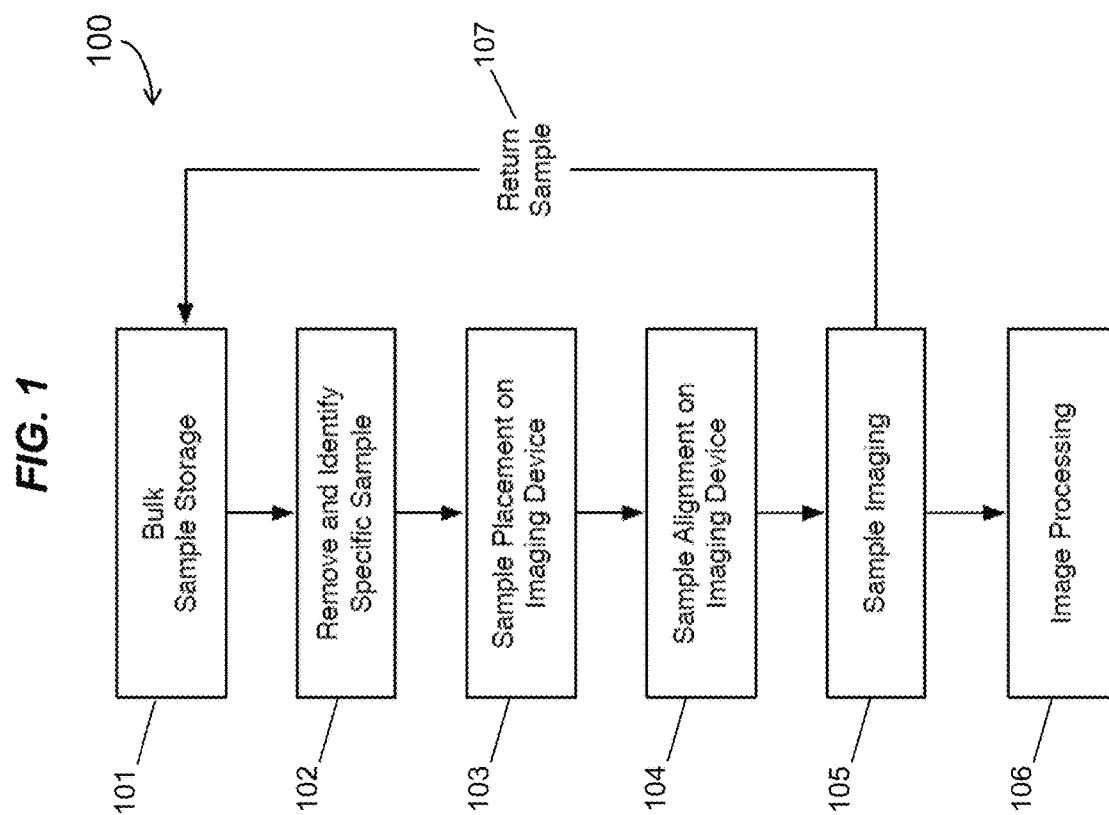 FIG. 1
100
101
Bulk
Sample Storage
102
Remove and Identify
Specific Sample
103
Sample Placement on
Imaging Device
104
Sample Alignment on
Imaging Device
105
Sample Imaging
106
Image Processing
Return
Sample
107